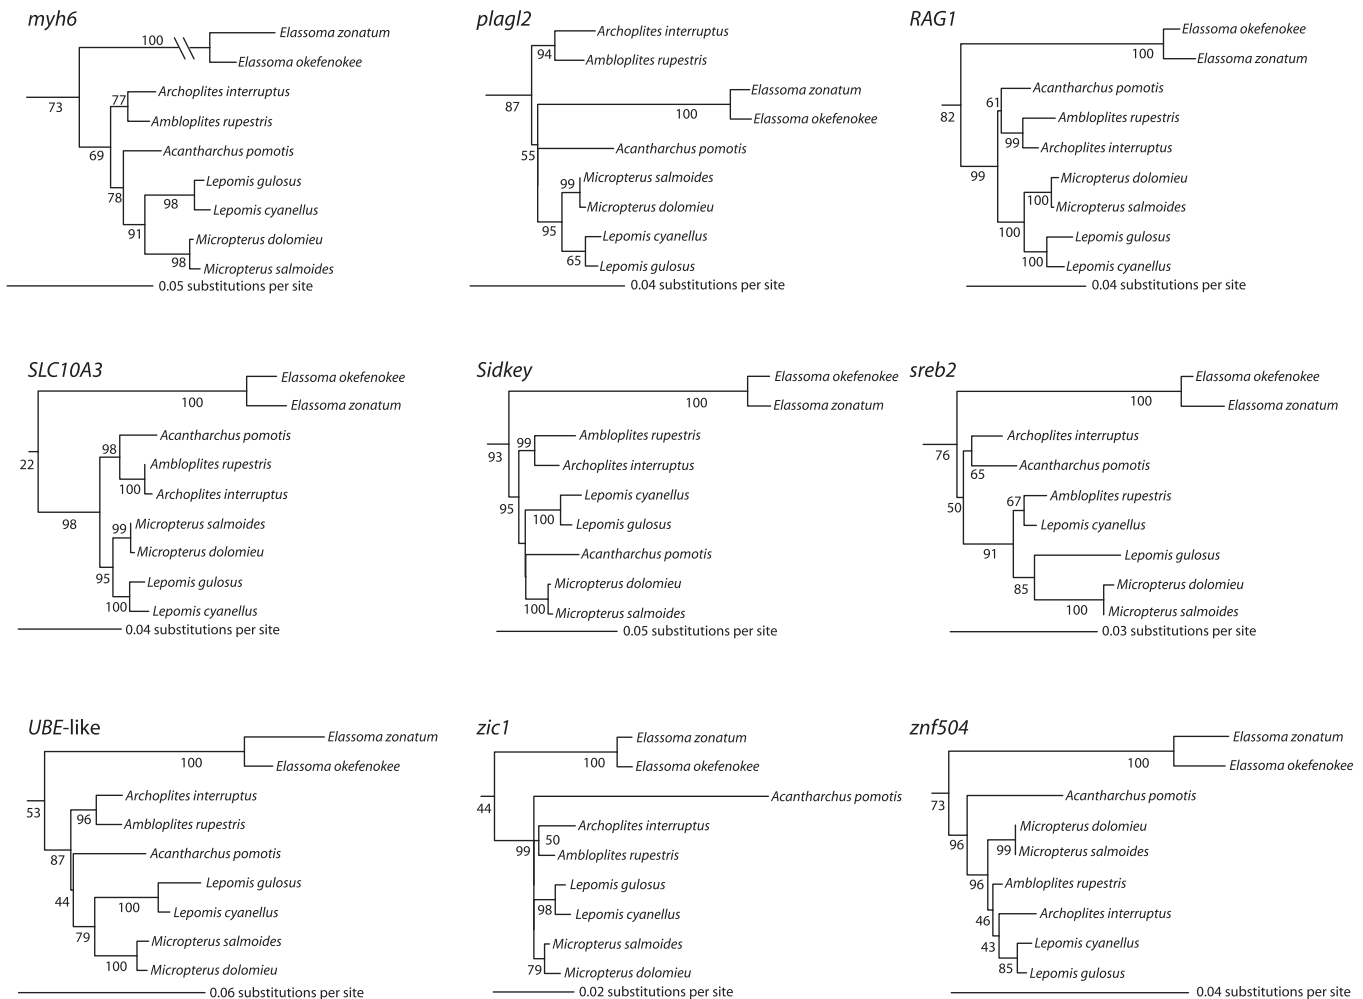 myh6
100
Elassoma zonatum
Elassoma okefenokee
73
77
Archoplites interruptus
Ambloplites rupestris
69
Acantharchus pomotis
78
Lepomis gulosus
98
Lepomis cyanellus
91
Micropterus dolomieu
98
Micropterus salmoides
0.05 substitutions per site
plagl2
Archoplites interruptus
94
Ambloplites rupestris
87
Elassoma zonatum
100
Elassoma okefenokee
55
Acantharchus pomotis
99
Micropterus salmoides
Micropterus dolomieu
95
Lepomis cyanellus
65
Lepomis gulosus
0.04 substitutions per site
RAG1
Elassoma okefenokee
100
Elassoma zonatum
82
61
Acantharchus pomotis
Ambloplites rupestris
99
Archoplites interruptus
99
Micropterus dolomieu
100
Micropterus salmoides
100
Lepomis gulosus
100
Lepomis cyanellus
0.04 substitutions per site
SLC10A3
Elassoma okefenokee
100
Elassoma zonatum
22
98
Acantharchus pomotis
Ambloplites rupestris
100
Archoplites interruptus
98
99
Micropterus salmoides
Micropterus dolomieu
95
Lepomis gulosus
100
Lepomis cyanellus
0.04 substitutions per site
Sidkey
Elassoma okefenokee
100
Elassoma zonatum
93
99
Ambloplites rupestris
Archoplites interruptus
95
Lepomis cyanellus
100
Lepomis gulosus
Acantharchus pomotis
Micropterus dolomieu
100
Micropterus salmoides
0.05 substitutions per site
sreb2
Elassoma okefenokee
100
Elassoma zonatum
76
Archoplites interruptus
65
Acantharchus pomotis
50
67
Ambloplites rupestris
Lepomis cyanellus
91
Lepomis gulosus
85
Micropterus dolomieu
100
Micropterus salmoides
0.03 substitutions per site
UBE-like
Elassoma zonatum
100
Elassoma okefenokee
53
Archoplites interruptus
96
Ambloplites rupestris
87
Acantharchus pomotis
44
Lepomis gulosus
100
Lepomis cyanellus
79
Micropterus salmoides
100
Micropterus dolomieu
0.06 substitutions per site
zic1
Elassoma zonatum
100
Elassoma okefenokee
44
Acantharchus pomotis
Archoplites interruptus
50
99
Ambloplites rupestris
Lepomis gulosus
98
Lepomis cyanellus
Micropterus salmoides
79
Micropterus dolomieu
0.02 substitutions per site
znf504
Elassoma zonatum
100
Elassoma okefenokee
73
Acantharchus pomotis
96
Micropterus dolomieu
99
Micropterus salmoides
96
Ambloplites rupestris
46
Archoplites interruptus
43
Lepomis cyanellus
85
Lepomis gulosus
0.04 substitutions per site